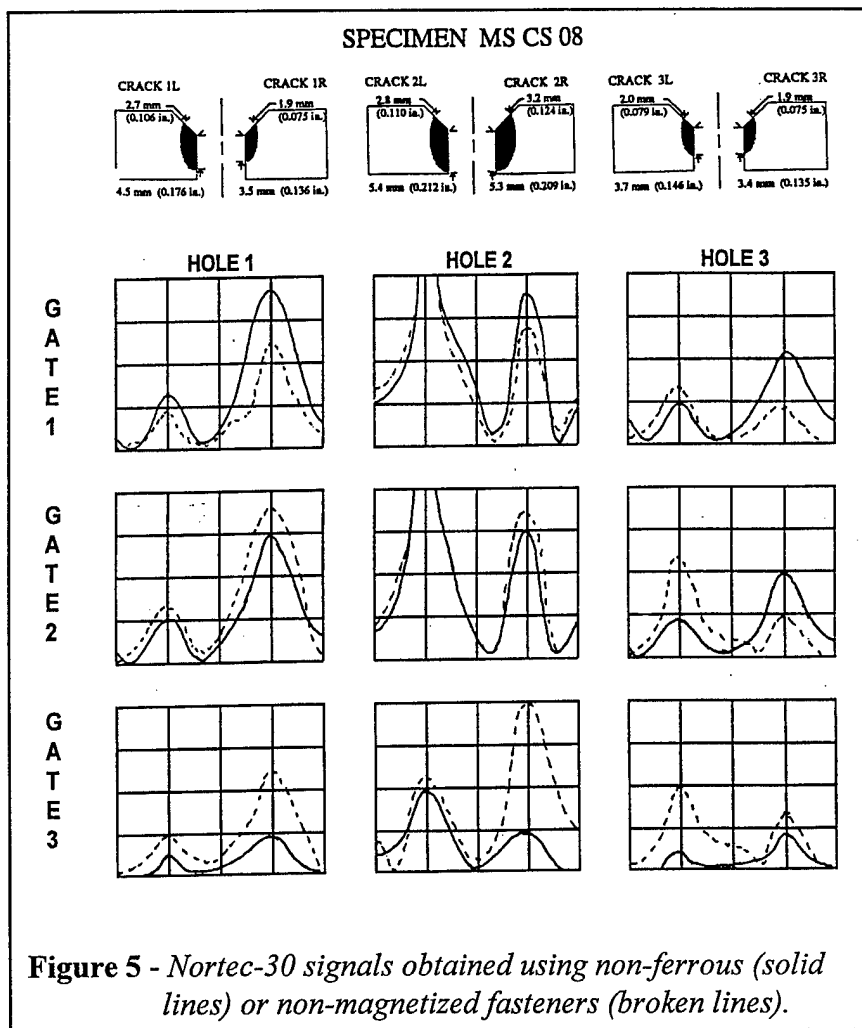 SPECIMEN MS CS 08
CRACK 1L CRACK 1R CRACK 2L CRACK 2R CRACK 3L CRACK 3R
2.7 mm 1.9 mm 2.8 mm 3.2 mm 2.0 mm 1.9 mm
(0.106 in.) (0.075 in.) (0.110 in.) (0.124 in.) (0.079 in.) (0.075 in.)
4.5 mm (0.176 in.) 3.5 mm (0.136 in.) 5.4 mm (0.212 in.) 5.3 mm (0.209 in.) 3.7 mm (0.146 in.) 3.4 mm (0.135 in.)
HOLE 1 HOLE 2 HOLE 3
GATE 1
GATE 2
GATE 3
Figure 5 - Nortec-30 signals obtained using non-ferrous (solid
lines) or non-magnetized fasteners (broken lines).